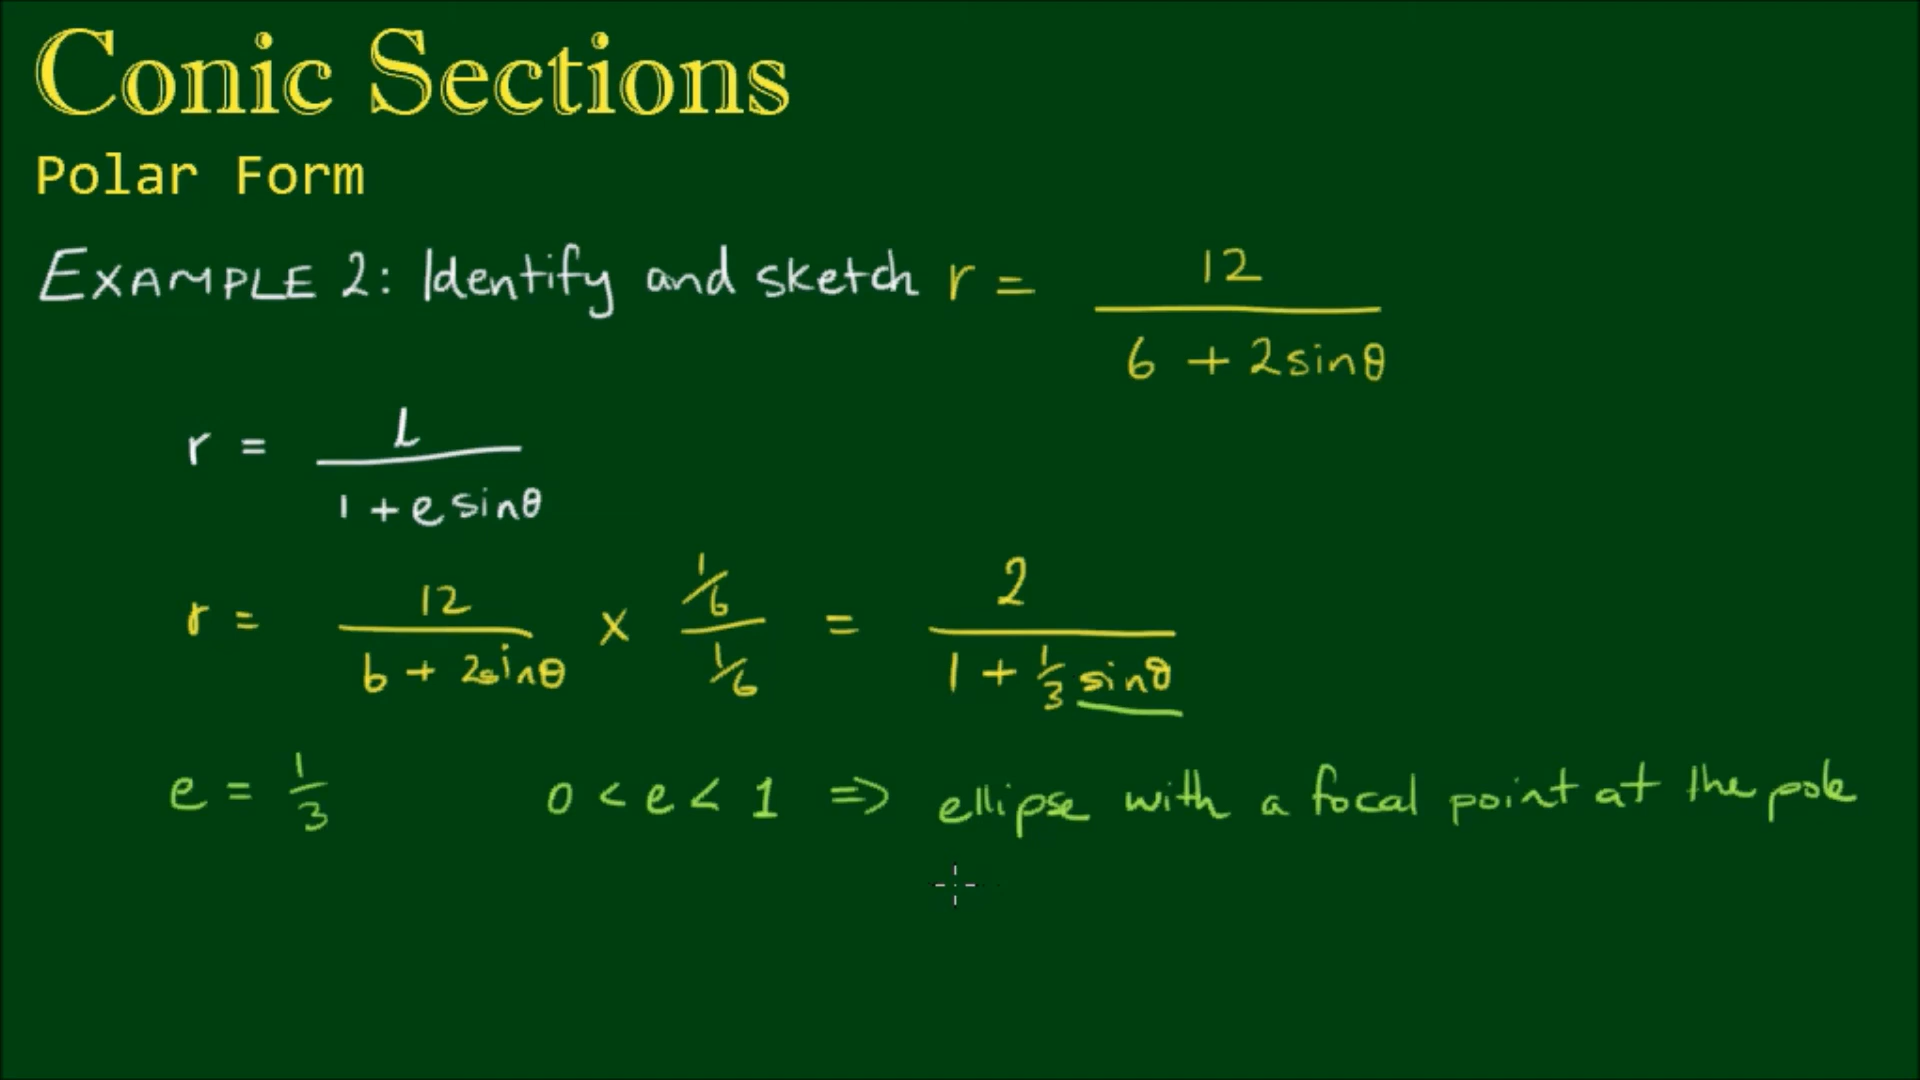 Conic Sections
Polar Form
EXAMPLE 2: Identify and sketch r = 12 / (6 + 2sinθ)
r = L / (1 + e sinθ)
r = 12 / (6 + 2sinθ) × (1/6) / (1/6) = 2 / (1 + 1/3 sinθ)
e = 1/3 0 < e < 1 ⇒ ellipse with a focal point at the pole